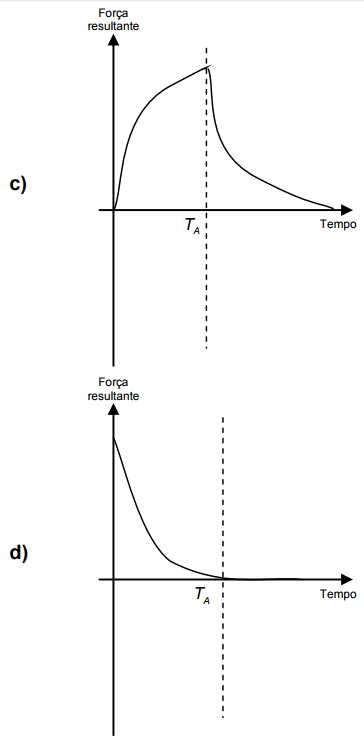 Força
resultante
c)
T_A
Tempo
Força
resultante
d)
T_A
Tempo